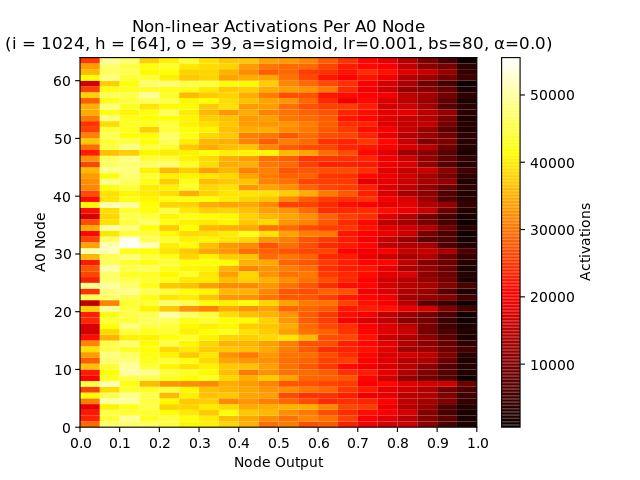 Non-linear Activations Per A0 Node
(i = 1024, h = [64], o = 39, a=sigmoid, lr=0.001, bs=80, α=0.0)
60
50
40
30
20
10
0
A0 Node
0.0 0.1 0.2 0.3 0.4 0.5 0.6 0.7 0.8 0.9 1.0
Node Output
50000
40000
30000
20000
10000
Activations